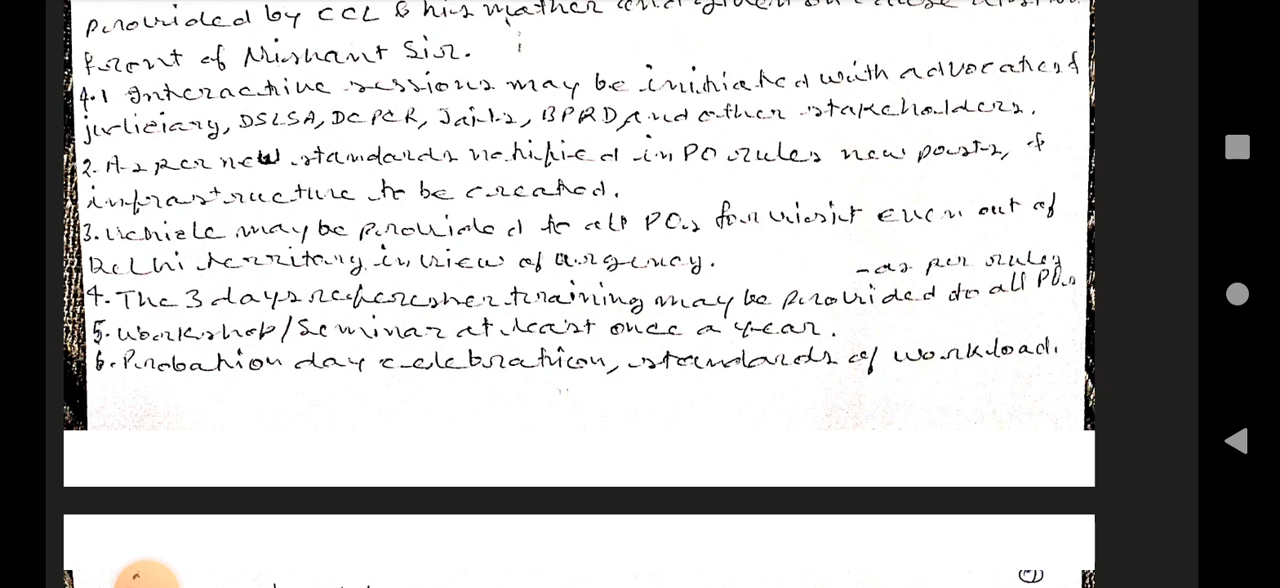 provided by CCL & his mother
front of Nishant Sir.
4.1 Interactive sessions may be initiated with advocates &
judiciary, DSLSA, DCPCR, Jails, BPRD, and other stakeholders.
2. As per new standards notified in PO rules new posts, &
infrastructure to be created.
3. Vehicle may be provided to all POs for visit even out of
Delhi territory in view of urgency.
- as per rules
4. The 3 days refresher training may be provided to all POs
5. Workshop/Seminar at least once a year.
6. Probation day celebration, standards of workload.